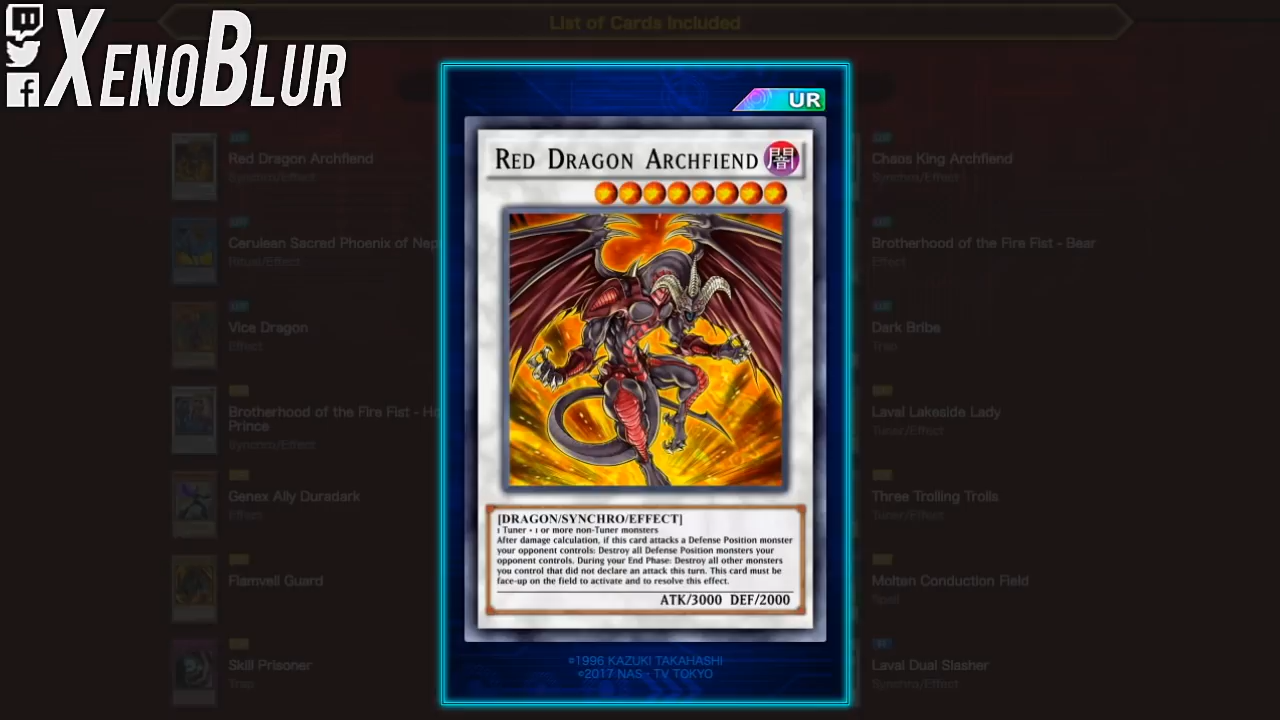 XENOBLUR
List of Cards Included
UR
RED DRAGON ARCHFIEND 闇
[DRAGON/SYNCHRO/EFFECT]
1 Tuner + 1 or more non-Tuner monsters
After damage calculation, if this card attacks a Defense Position monster
your opponent controls: Destroy all Defense Position monsters your
opponent controls. During your End Phase: Destroy all other monsters
you control that did not declare an attack this turn. This card must be
face-up on the field to activate and to resolve this effect.
ATK/3000 DEF/2000
©1996 KAZUKI TAKAHASHI
©2017 NAS • TV TOKYO
Red Dragon Archfiend
Synchro/Effect
Cerulean Sacred Phoenix of Nep
Ritual/Effect
Vice Dragon
Effect
Brotherhood of the Fire Fist - Ho
Prince
Synchro/Effect
Genex Ally Duradark
Effect
Flamvell Guard
Skill Prisoner
Trap
Chaos King Archfiend
Synchro/Effect
Brotherhood of the Fire Fist - Bear
Effect
Dark Bribe
Trap
Laval Lakeside Lady
Tuner/Effect
Three Trolling Trolls
Tuner/Effect
Molten Conduction Field
Spell
Laval Dual Slasher
Synchro/Effect